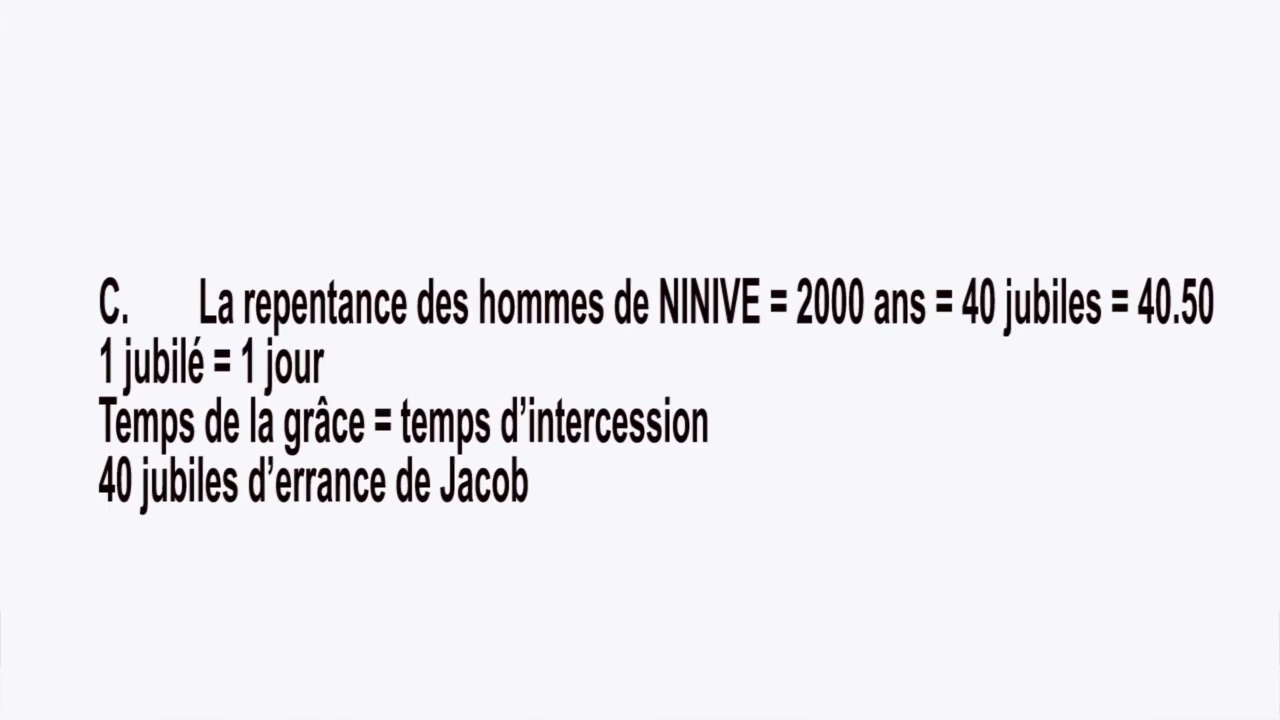 C. La repentance des hommes de NINIVE = 2000 ans = 40 jubiles = 40.50
1 jubilé = 1 jour
Temps de la grâce = temps d’intercession
40 jubiles d’errance de Jacob